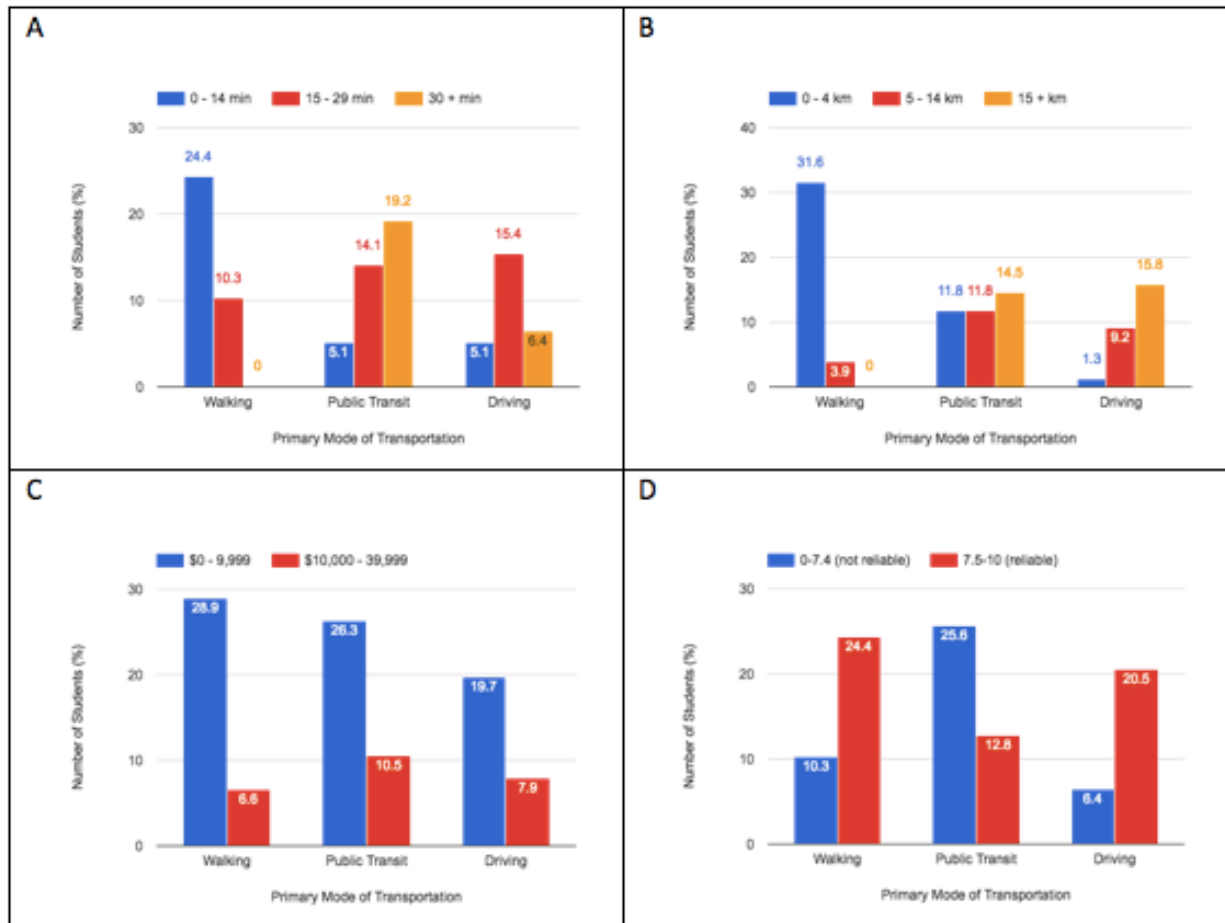 A
0 - 14 min 15 - 29 min 30 + min
Number of Students (%)
30
20
10
0
24.4
10.3
0
5.1
14.1
19.2
5.1
15.4
6.4
Walking Public Transit Driving
Primary Mode of Transportation
B
0 - 4 km 5 - 14 km 15 + km
Number of Students (%)
40
30
20
10
0
31.6
3.9
0
11.8
11.8
14.5
1.3
9.2
15.8
Walking Public Transit Driving
Primary Mode of Transportation
C
$0 - 9,999 $10,000 - 39,999
Number of Students (%)
30
20
10
0
28.9
6.6
26.3
10.5
19.7
7.9
Walking Public Transit Driving
Primary Mode of Transportation
D
0-7.4 (not reliable) 7.5-10 (reliable)
Number of Students (%)
30
20
10
0
10.3
24.4
25.6
12.8
6.4
20.5
Walking Public Transit Driving
Primary Mode of Transportation